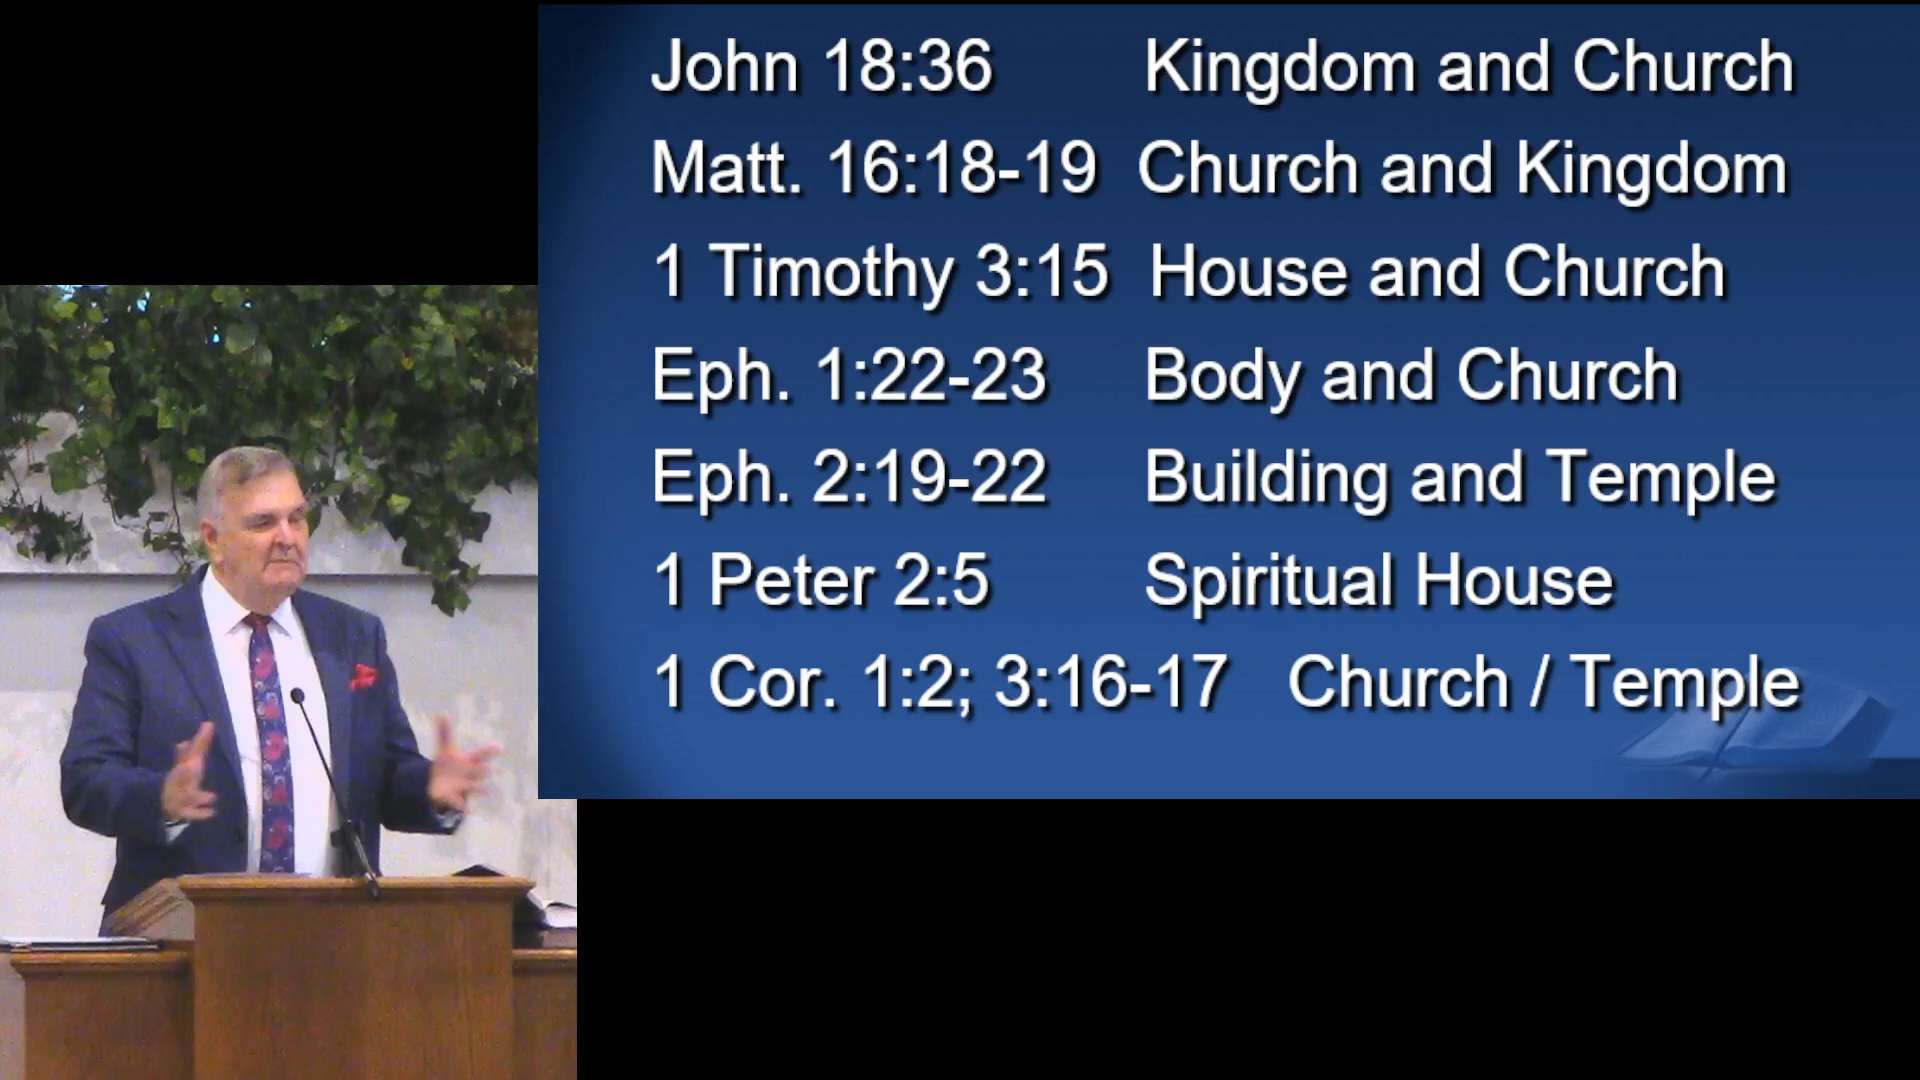 John 18:36 Kingdom and Church
Matt. 16:18-19 Church and Kingdom
1 Timothy 3:15 House and Church
Eph. 1:22-23 Body and Church
Eph. 2:19-22 Building and Temple
1 Peter 2:5 Spiritual House
1 Cor. 1:2; 3:16-17 Church / Temple